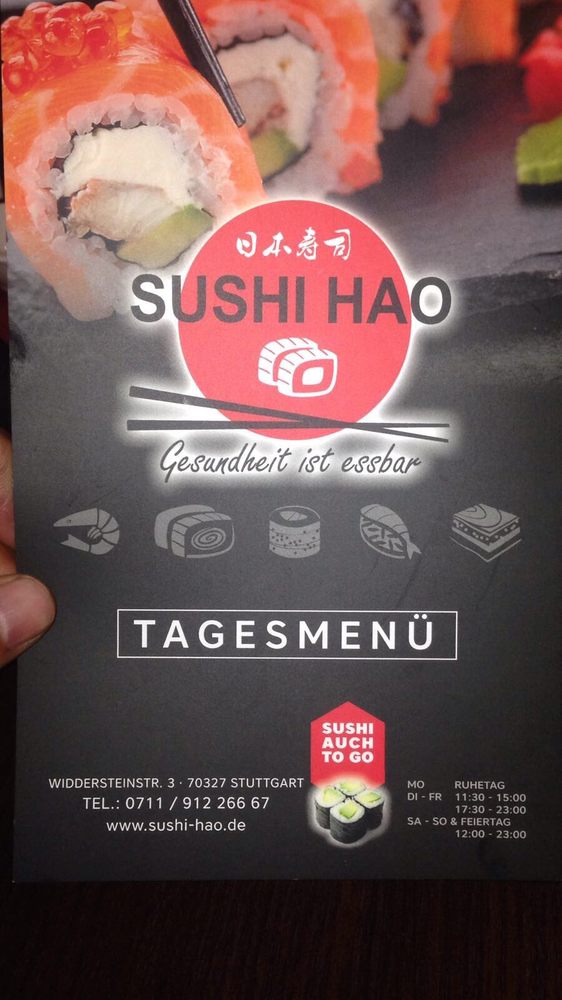 日本寿司
SUSHI HAO
Gesundheit ist essbar
TAGESMENÜ
SUSHI
AUCH
TO GO
WIDDERSTEINSTR. 3 · 70327 STUTTGART
TEL.: 0711 / 912 266 67
www.sushi-hao.de
MO RUHETAG
DI - FR 11:30 - 15:00
17:30 - 23:00
SA - SO & FEIERTAG
12:00 - 23:00